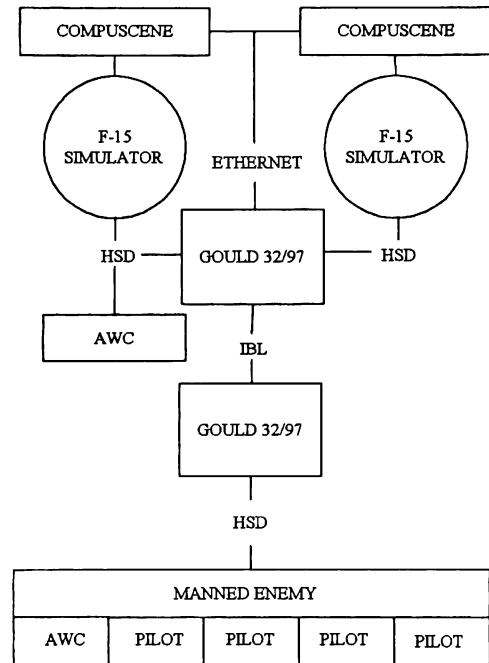 COMPUSCENE
COMPUSCENE
F-15
SIMULATOR
F-15
SIMULATOR
ETHERNET
HSD
GOULD 32/97
HSD
AWC
IBL
GOULD 32/97
HSD
MANNED ENEMY
AWC
PILOT
PILOT
PILOT
PILOT